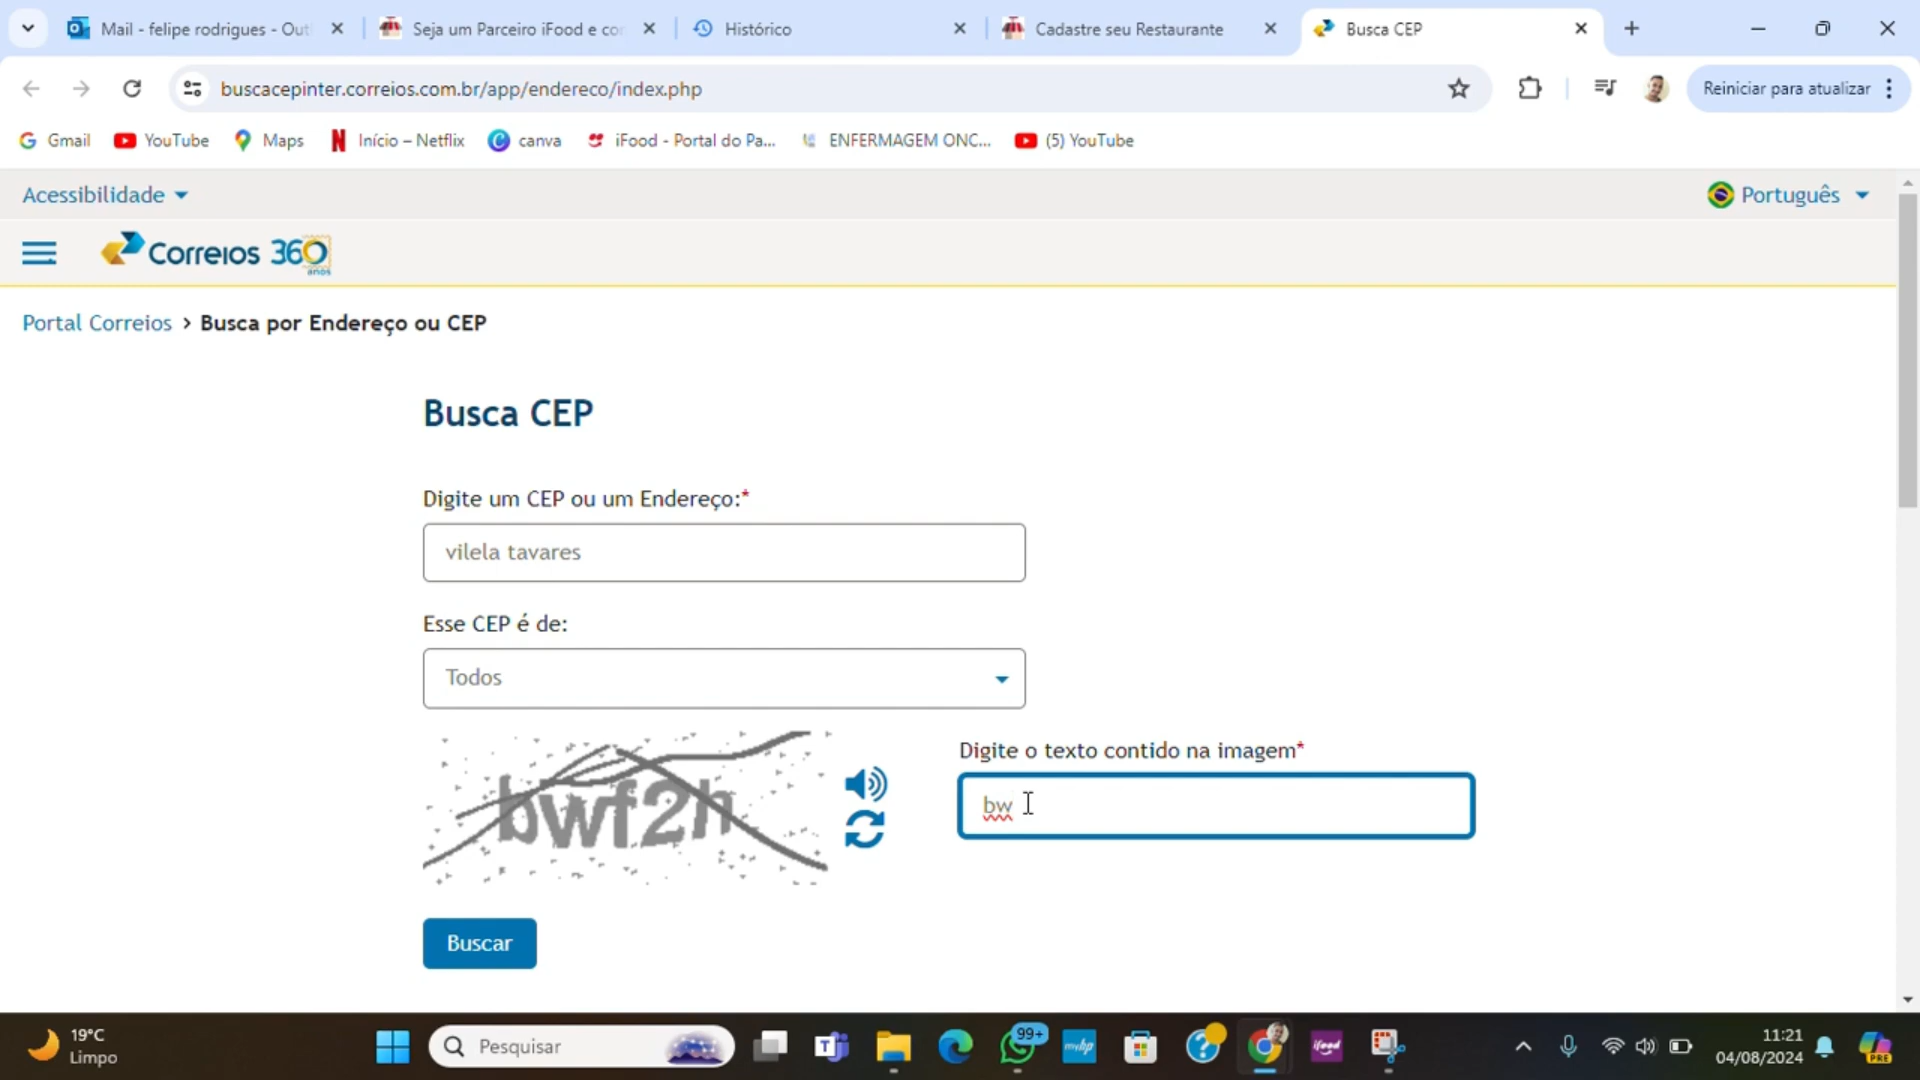 Mail - felipe rodrigues - Out
Seja um Parceiro iFood e co
Histórico
Cadastre seu Restaurante
Busca CEP
buscacepinter.correios.com.br/app/endereco/index.php
Reiniciar para atualizar
Gmail
YouTube
Maps
Início – Netflix
canva
iFood - Portal do Pa...
ENFERMAGEM ONC...
(5) YouTube
Acessibilidade
Português
Correios 360 anos
Portal Correios > Busca por Endereço ou CEP
Busca CEP
Digite um CEP ou um Endereço:*
vilela tavares
Esse CEP é de:
Todos
bwf2h
Digite o texto contido na imagem*
bw
Buscar
19°C
Limpo
Pesquisar
99+
11:21
04/08/2024
PRE